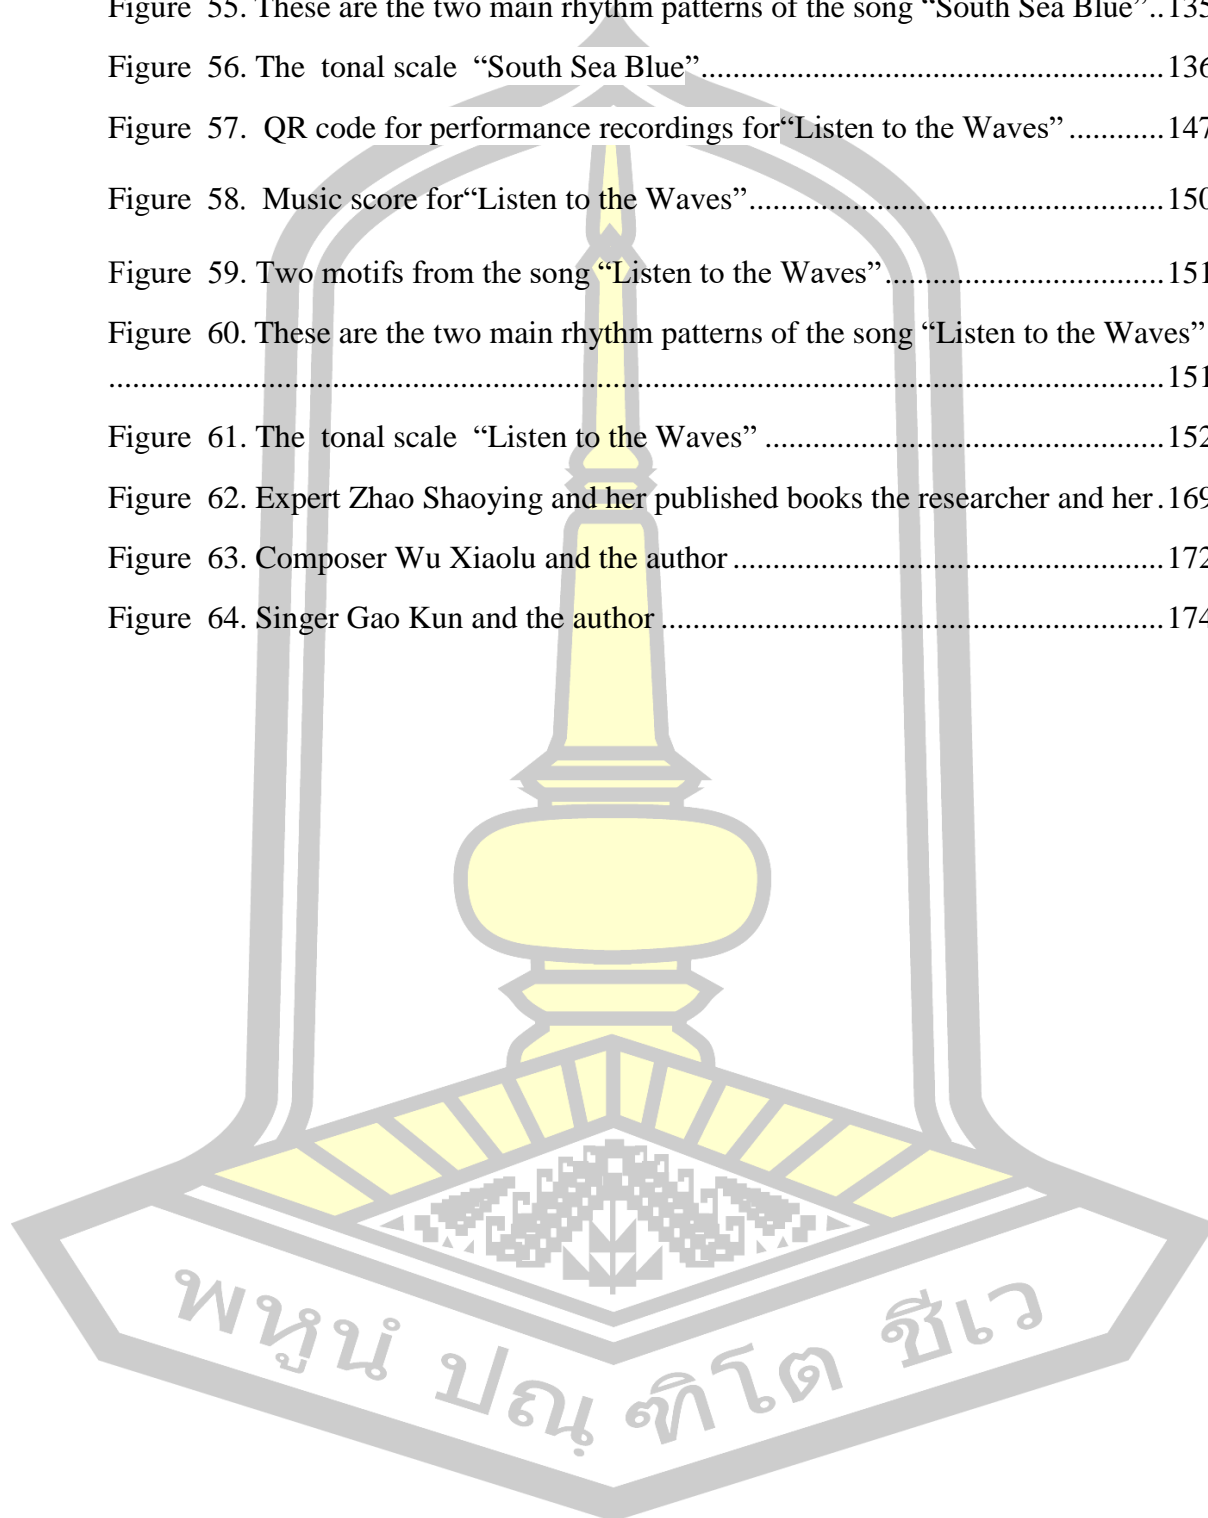 Figure 55. These are the two main rhythm patterns of the song “South Sea Blue”..135
Figure 56. The tonal scale “South Sea Blue”................................................................136
Figure 57. QR code for performance recordings for“Listen to the Waves” ............147
Figure 58. Music score for“Listen to the Waves”..........................................................150
Figure 59. Two motifs from the song “Listen to the Waves”.......................................151
Figure 60. These are the two main rhythm patterns of the song “Listen to the Waves”
....................................................................................................................................151
Figure 61. The tonal scale “Listen to the Waves” ........................................................152
Figure 62. Expert Zhao Shaoying and her published books the researcher and her.169
Figure 63. Composer Wu Xiaolu and the author............................................................172
Figure 64. Singer Gao Kun and the author ......................................................................174
พหูนํ ปณฺฑิโต ชีเว